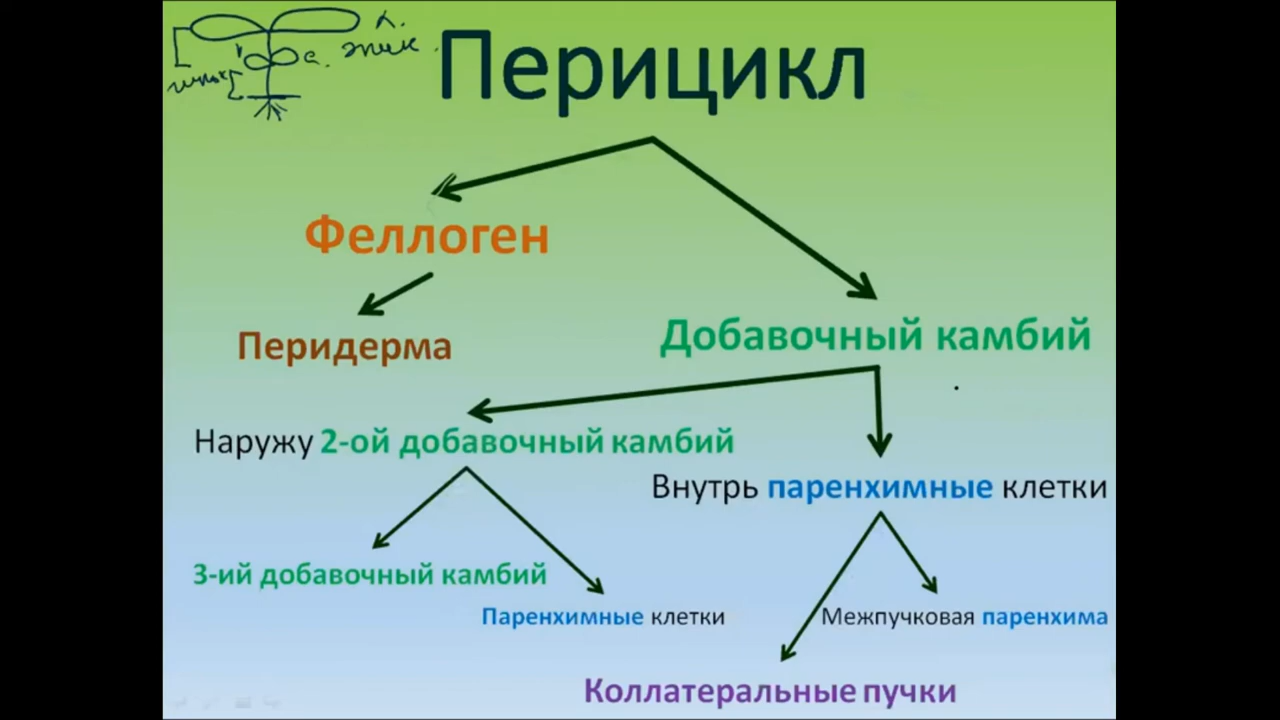 Перицикл
Феллоген
Перидерма
Добавочный камбий
Наружу 2-ой добавочный камбий
Внутрь паренхимные клетки
3-ий добавочный камбий
Паренхимные клетки
Межпучковая паренхима
Коллатеральные пучки